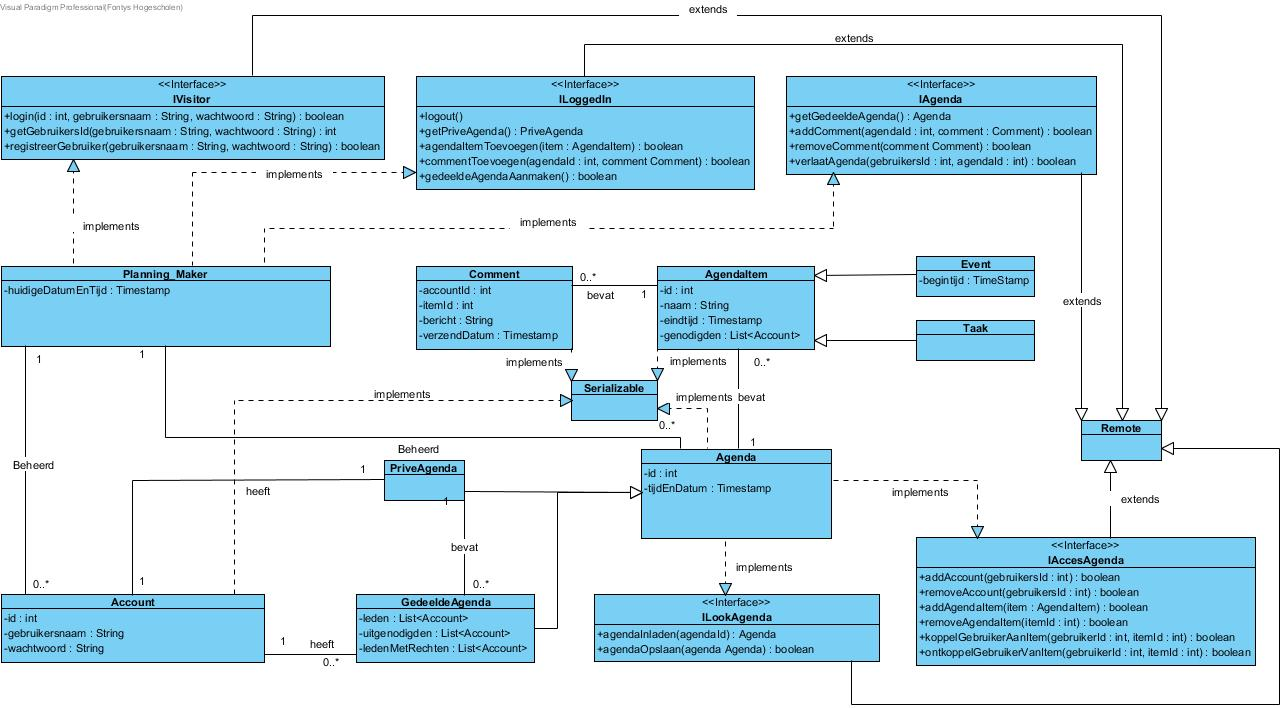 Visual Paradigm Professional(Fontys Hogescholen)
extends
extends
<<Interface>>
IVisitor
+login(id : int, gebruikersnaam : String, wachtwoord : String) : boolean
+getGebruikersId(gebruikersnaam : String, wachtwoord : String) : int
+registreerGebruiker(gebruikersnaam : String, wachtwoord : String) : boolean
<<Interface>>
ILoggedIn
+logout()
+getPriveAgenda() : PriveAgenda
+agendaItemToevoegen(item : AgendaItem) : boolean
+commentToevoegen(agendaId : int, comment Comment) : boolean
+gedeeldeAgendaAanmaken() : boolean
<<Interface>>
IAgenda
+getGedeeldeAgenda() : Agenda
+addComment(agendaId : int, comment : Comment) : boolean
+removeComment(comment Comment) : boolean
+verlaatAgenda(gebruikersId : int, agendaId : int) : boolean
implements
implements
implements
Planning_Maker
-huidigeDatumEnTijd : Timestamp
Comment
-accountId : int
-itemId : int
-bericht : String
-verzendDatum : Timestamp
0..*
bevat
1
AgendaItem
-id : int
-naam : String
-eindtijd : Timestamp
-genodigden : List<Account>
Event
-begintijd : TimeStamp
Taak
extends
1
1
implements
implements
0..*
Serializable
implements
implements
bevat
0..*
1
Remote
Beheerd
Beheerd
PriveAgenda
1
heeft
1
Agenda
-id : int
-tijdEnDatum : Timestamp
implements
extends
bevat
implements
0..*
1
0..*
Account
-id : int
-gebruikersnaam : String
-wachtwoord : String
1
heeft
0..*
GedeeldeAgenda
-leden : List<Account>
-uitgenodigden : List<Account>
-ledenMetRechten : List<Account>
<<Interface>>
ILookAgenda
+agendaInladen(agendaId) : Agenda
+agendaOpslaan(agenda Agenda) : boolean
<<Interface>>
IAccesAgenda
+addAccount(gebruikersId : int) : boolean
+removeAccount(gebruikersId : int) : boolean
+addAgendaItem(item : AgendaItem) : boolean
+removeAgendaItem(itemId : int) : boolean
+koppelGebruikerAanItem(gebruikerId : int, itemId : int) : boolean
+ontkoppelGebruikerVanItem(gebruikerId : int, itemId : int) : boolean